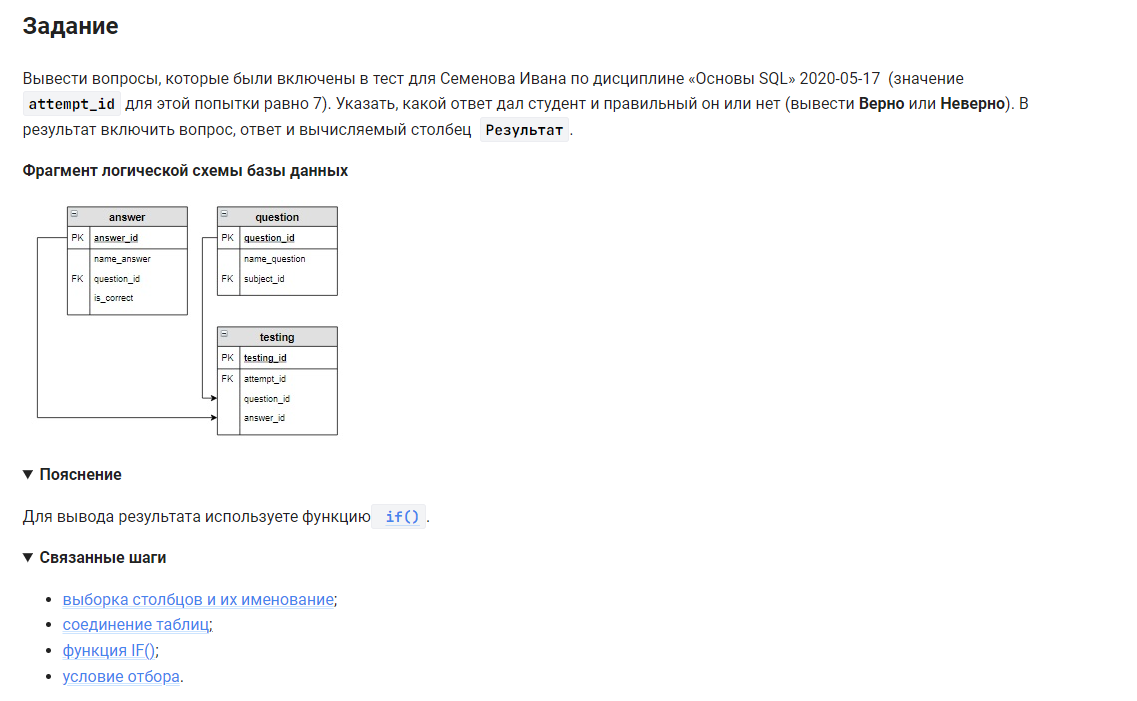 Задание
Вывести вопросы, которые были включены в тест для Семенова Ивана по дисциплине «Основы SQL» 2020-05-17 (значение
attempt_id для этой попытки равно 7). Указать, какой ответ дал студент и правильный он или нет (вывести Верно или Неверно). В
результат включить вопрос, ответ и вычисляемый столбец Результат.
Фрагмент логической схемы базы данных
answer
PK answer_id
name_answer
FK question_id
is_correct
question
PK question_id
name_question
FK subject_id
testing
PK testing_id
FK attempt_id
question_id
answer_id
Пояснение
Для вывода результата используете функцию if().
Связанные шаги
выборка столбцов и их именование;
соединение таблиц;
функция IF();
условие отбора.